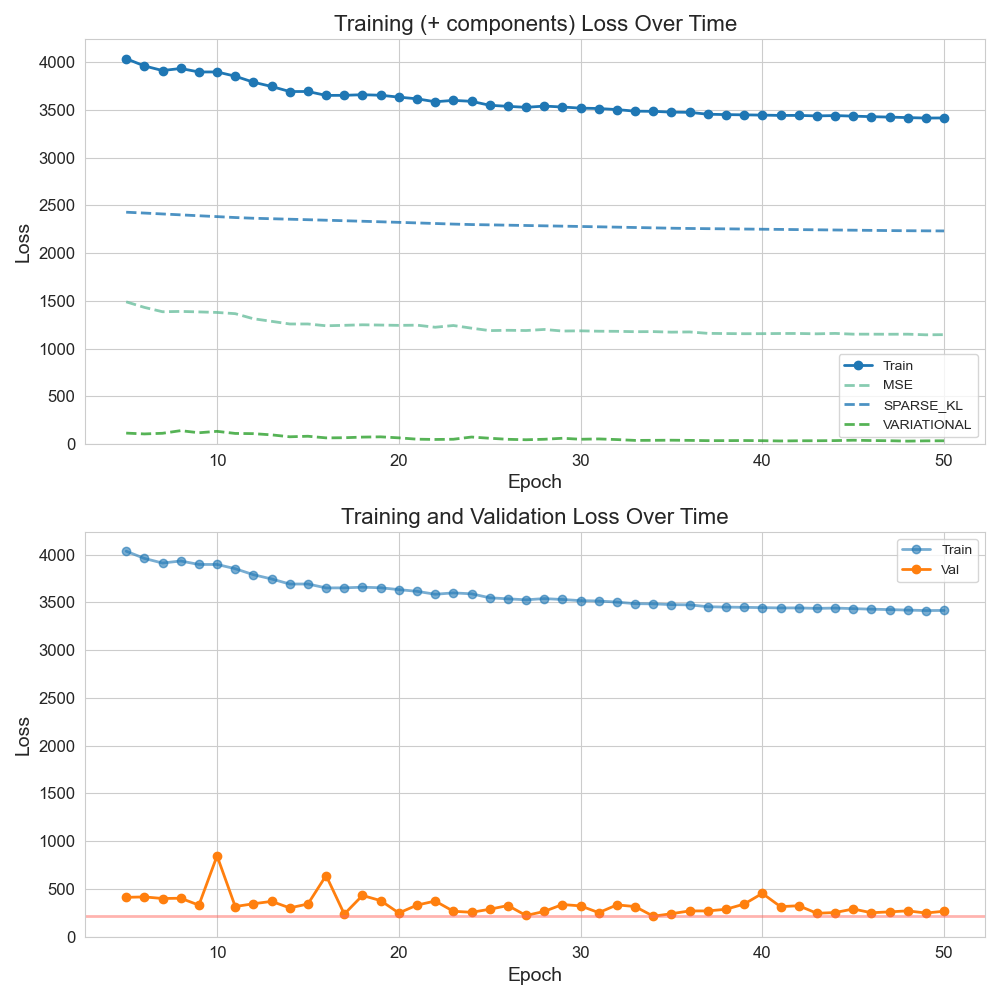 Training (+ components) Loss Over Time
4000
3500
3000
2500
2000
1500
1000
500
0
Loss
Train
MSE
SPARSE_KL
VARIATIONAL
10 20 30 40 50
Epoch
Training and Validation Loss Over Time
4000
3500
3000
2500
2000
1500
1000
500
0
Loss
Train
Val
10 20 30 40 50
Epoch